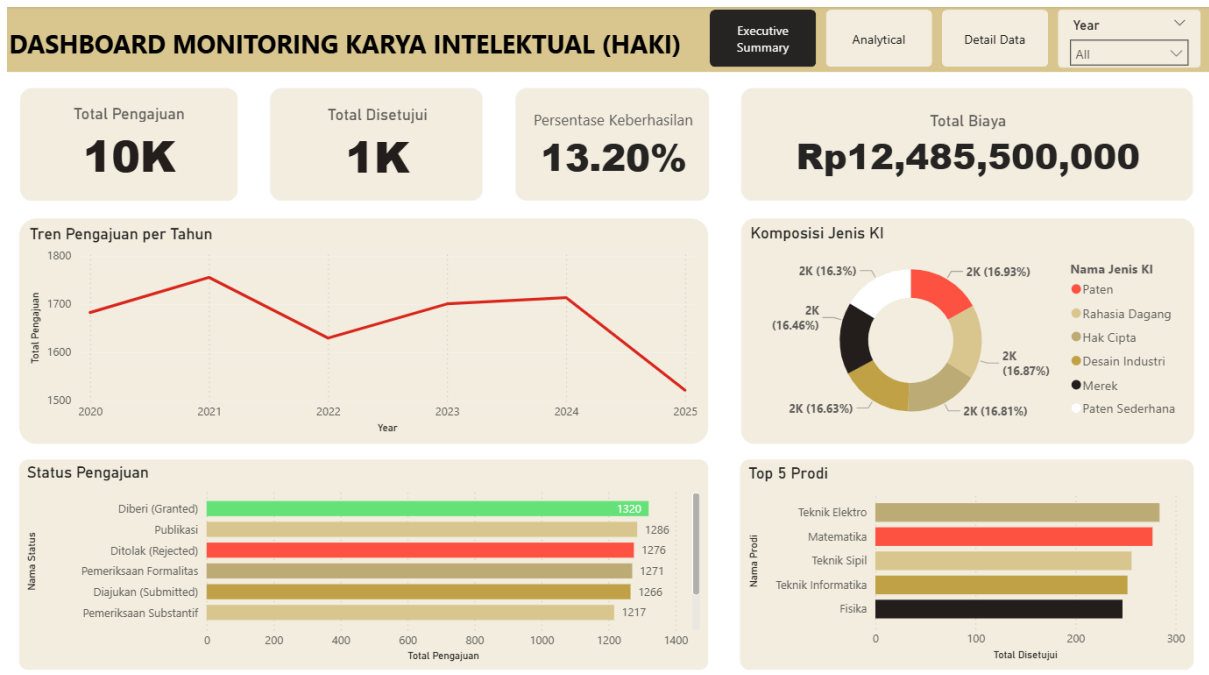 DASHBOARD MONITORING KARYA INTELEKTUAL (HAKI)
Executive
Summary
Analytical
Detail Data
Year
All
Total Pengajuan
10K
Total Disetujui
1K
Persentase Keberhasilan
13.20%
Total Biaya
Rp12,485,500,000
Tren Pengajuan per Tahun
Total Pengajuan
1800
1700
1600
1500
2020
2021
2022
2023
2024
2025
Year
Komposisi Jenis KI
2K (16.3%)
2K (16.93%)
2K
(16.46%)
2K
(16.87%)
2K (16.63%)
2K (16.81%)
Nama Jenis KI
Paten
Rahasia Dagang
Hak Cipta
Desain Industri
Merek
Paten Sederhana
Status Pengajuan
Nama Status
Diberi (Granted)
1320
Publikasi
1286
Ditolak (Rejected)
1276
Pemeriksaan Formalitas
1271
Diajukan (Submitted)
1266
Pemeriksaan Substantif
1217
0
200
400
600
800
1000
1200
1400
Total Pengajuan
Top 5 Prodi
Nama Prodi
Teknik Elektro
Matematika
Teknik Sipil
Teknik Informatika
Fisika
0
100
200
300
Total Disetujui